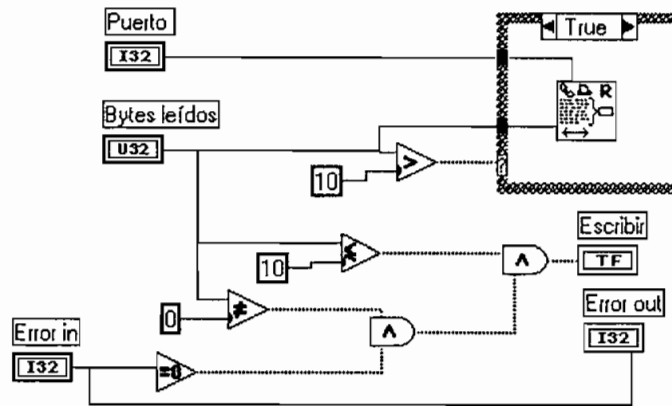 Puerto
True
I32
R
Bytes leídos
U32
>
10
?
Escribir
≤
10
∧
TF
0
≠
∧
Error out
Error in
I32
I32
=0